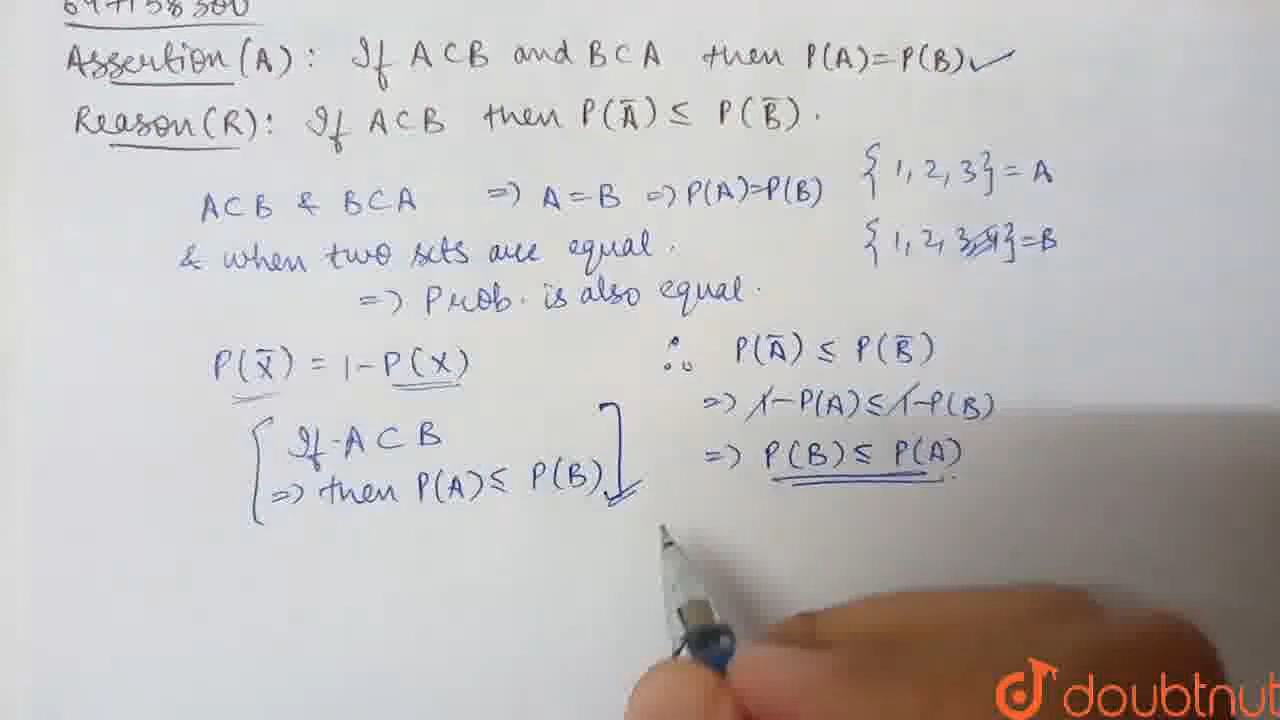 Assertion (A): If A⊂B and B⊂A then P(A)=P(B) ✓
Reason (R): If A⊂B then P(Ā) ≤ P(B̄).
A⊂B & B⊂A => A=B => P(A)=P(B)
{1,2,3}=A
& when two sets are equal.
{1,2,3,4}=B
=> Prob. is also equal.
P(X̄) = 1-P(X)
∴ P(Ā) ≤ P(B̄)
=> 1-P(A) ≤ 1-P(B)
If A⊂B
=> P(B) ≤ P(A).
=> then P(A) ≤ P(B)
doubtnut